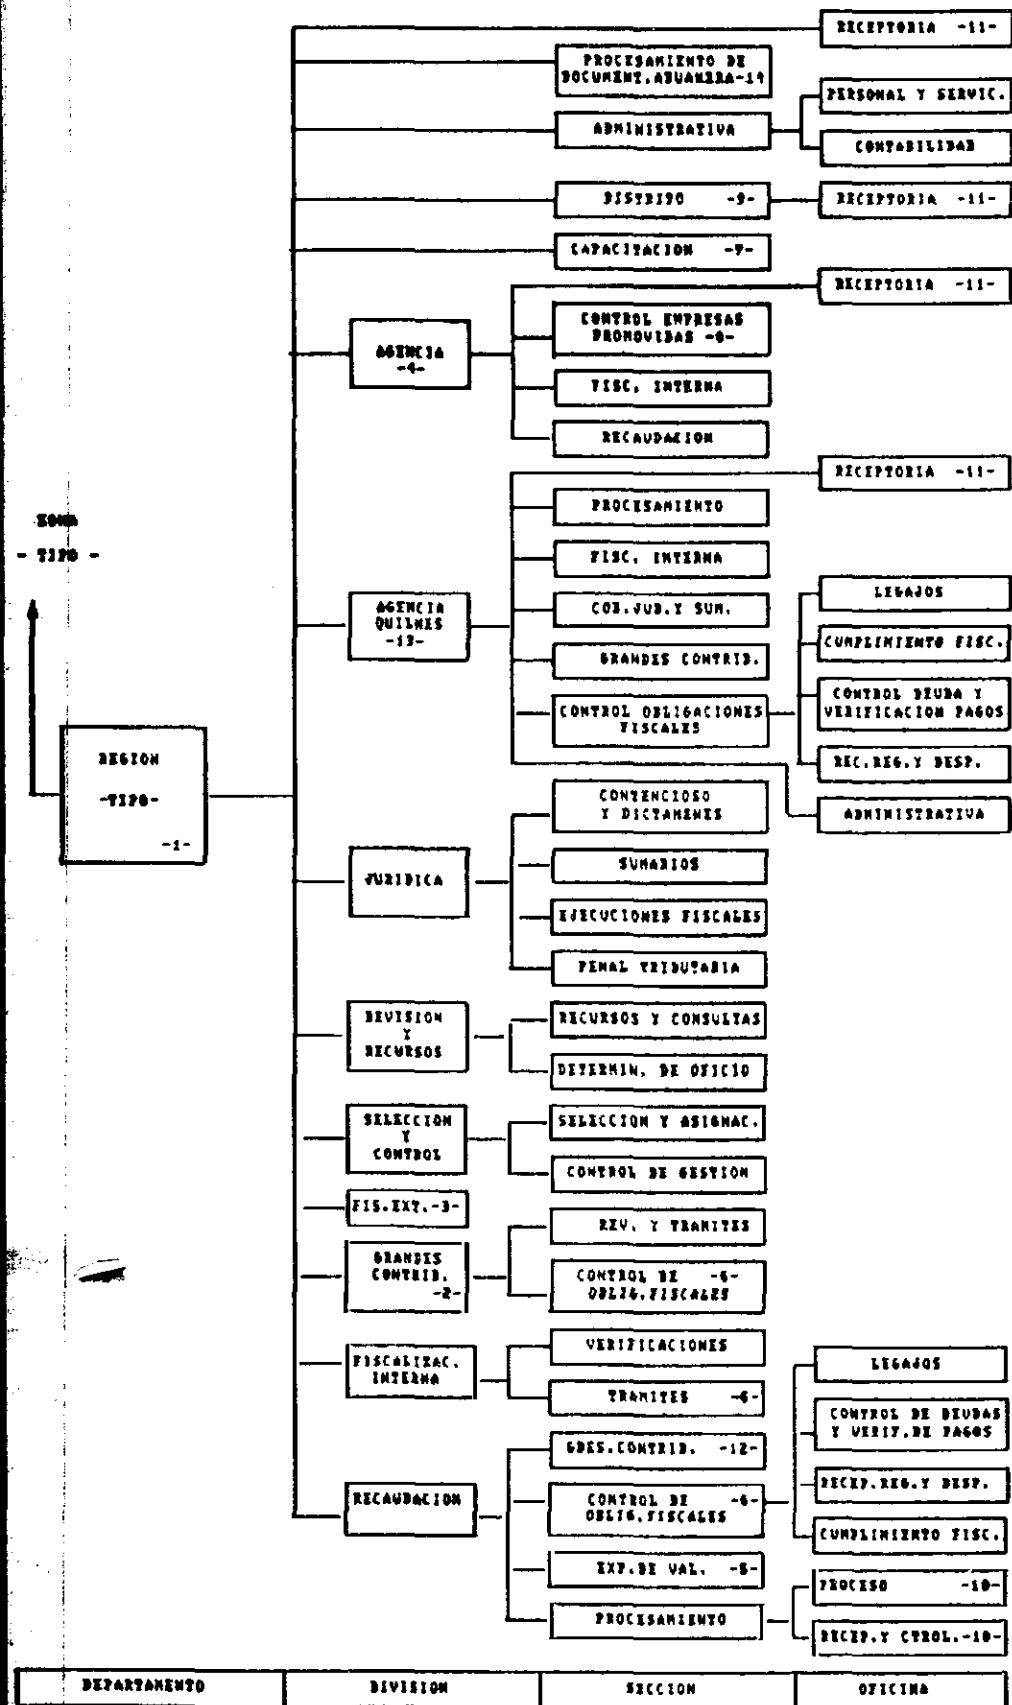 RECEPTORIA -11-
PROCESAMIENTO DE
DOCUMENT.ADUANERA-14
PERSONAL Y SERVIC.
ADMINISTRATIVA
CONTABILIDAD
DISTRITO -9-
RECEPTORIA -11-
CAPACITACION -7-
RECEPTORIA -11-
CONTROL EMPRESAS
PROMOVIDAS -8-
AGENCIA
-4-
FISC. INTERNA
RECAUDACION
RECEPTORIA -11-
PROCESAMIENTO
ZONA
- TIPO -
FISC. INTERNA
AGENCIA
QUILMES
-13-
COB.JUD.Y SUM.
GRANDES CONTRIB.
CONTROL OBLIGACIONES
FISCALES
LEGAJOS
CUMPLIMIENTO FISC.
CONTROL DEUDA Y
VERIFICACION PAGOS
REC.REG.Y DESP.
ADMINISTRATIVA
REGION
-TIPO-
-1-
CONTENCIOSO
Y DICTAMENES
JURIDICA
SUMARIOS
EJECUCIONES FISCALES
PENAL TRIBUTARIA
REVISION
Y
RECURSOS
RECURSOS Y CONSULTAS
DETERMIN. DE OFICIO
SELECCION
Y
CONTROL
SELECCION Y ASIGNAC.
CONTROL DE GESTION
FIS.EXT.-3-
GRANDES
CONTRIB.
-2-
REV. Y TRAMITES
CONTROL DE -6-
OBLIG.FISCALES
FISCALIZAC.
INTERNA
VERIFICACIONES
TRAMITES -6-
RECAUDACION
GDES.CONTRIB. -12-
CONTROL DE -6-
OBLIG.FISCALES
EXP.DE VAL. -5-
PROCESAMIENTO
LEGAJOS
CONTROL DE DEUDAS
Y VERIF.DE PAGOS
RECEP.REG.Y DESP.
CUMPLIMIENTO FISC.
PROCESO -10-
RECEP.Y CTROL.-10-
DEPARTAMENTO DIVISION SECCION OFICINA